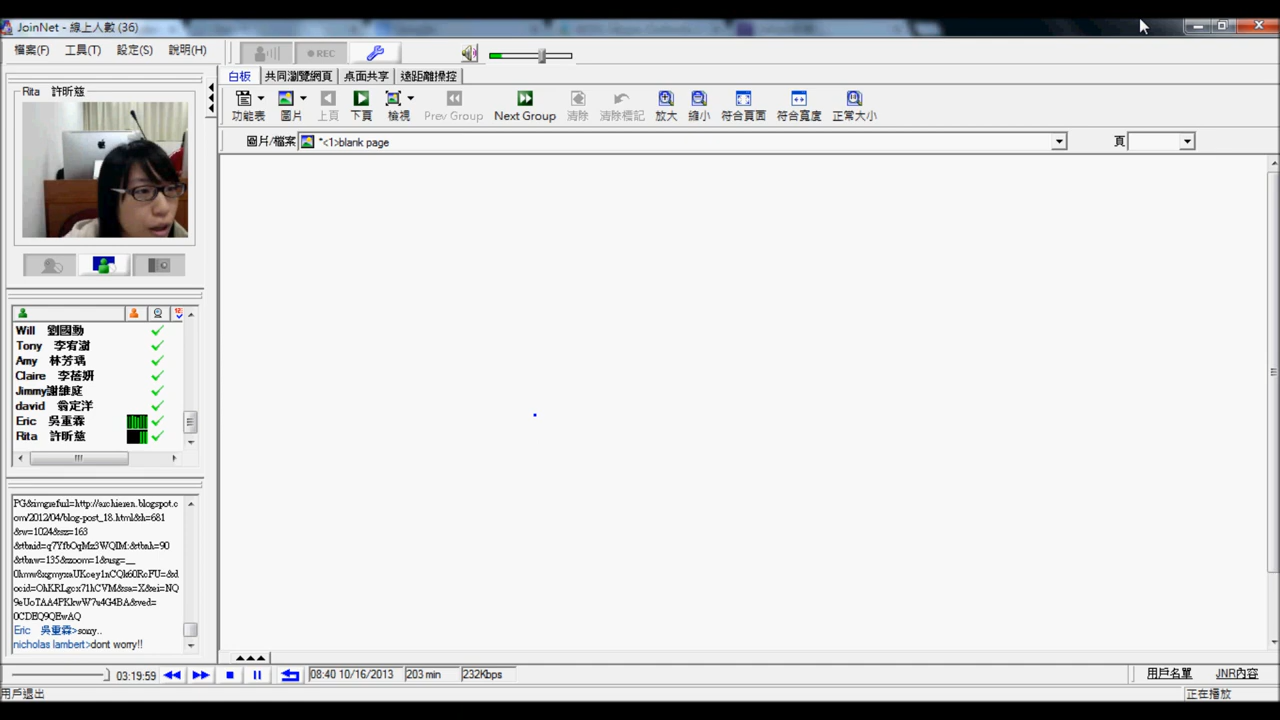 JoinNet - 線上人數 (36)
檔案(F) 工具(T) 設定(S) 說明(H)
REC
Rita 許昕慈
白板 共同瀏覽網頁 桌面共享 遠距離操控
功能表 圖片 上頁 下頁 檢視 Prev Group Next Group 清除 清除標記 放大 縮小 符合頁面 符合寬度 正常大小
圖片/檔案 *<1>blank page 頁
Will 劉國勳
Tony 李宥澍
Amy 林芳瑀
Claire 李蓓妍
Jimmy謝維庭
david 翁定洋
Eric 吳重霖
Rita 許昕慈
PG&imgrefurl=http://archieren.blogspot.c
om/2012/04/blog-post_18.html&h=681
&w=1024&sz=163
&tbnid=q7YfbOqMz3WQIM:&tbnh=90
&tbnw=135&zoom=1&usg=__
0hmw8xgmyxaUKcey1nCQk60RcFU=&d
ocid=OhKRLgox71hCVM&sa=X&ei=NQ
9eUoTAA4PKkwW7u4G4BA&ved=
0CDEQ9QEwAQ
Eric 吳重霖>sorry..
nicholas lambert>dont worry!!
03:19:59 08:40 10/16/2013 203 min 232Kbps 用戶名單 JNR內容
用戶退出 正在播放